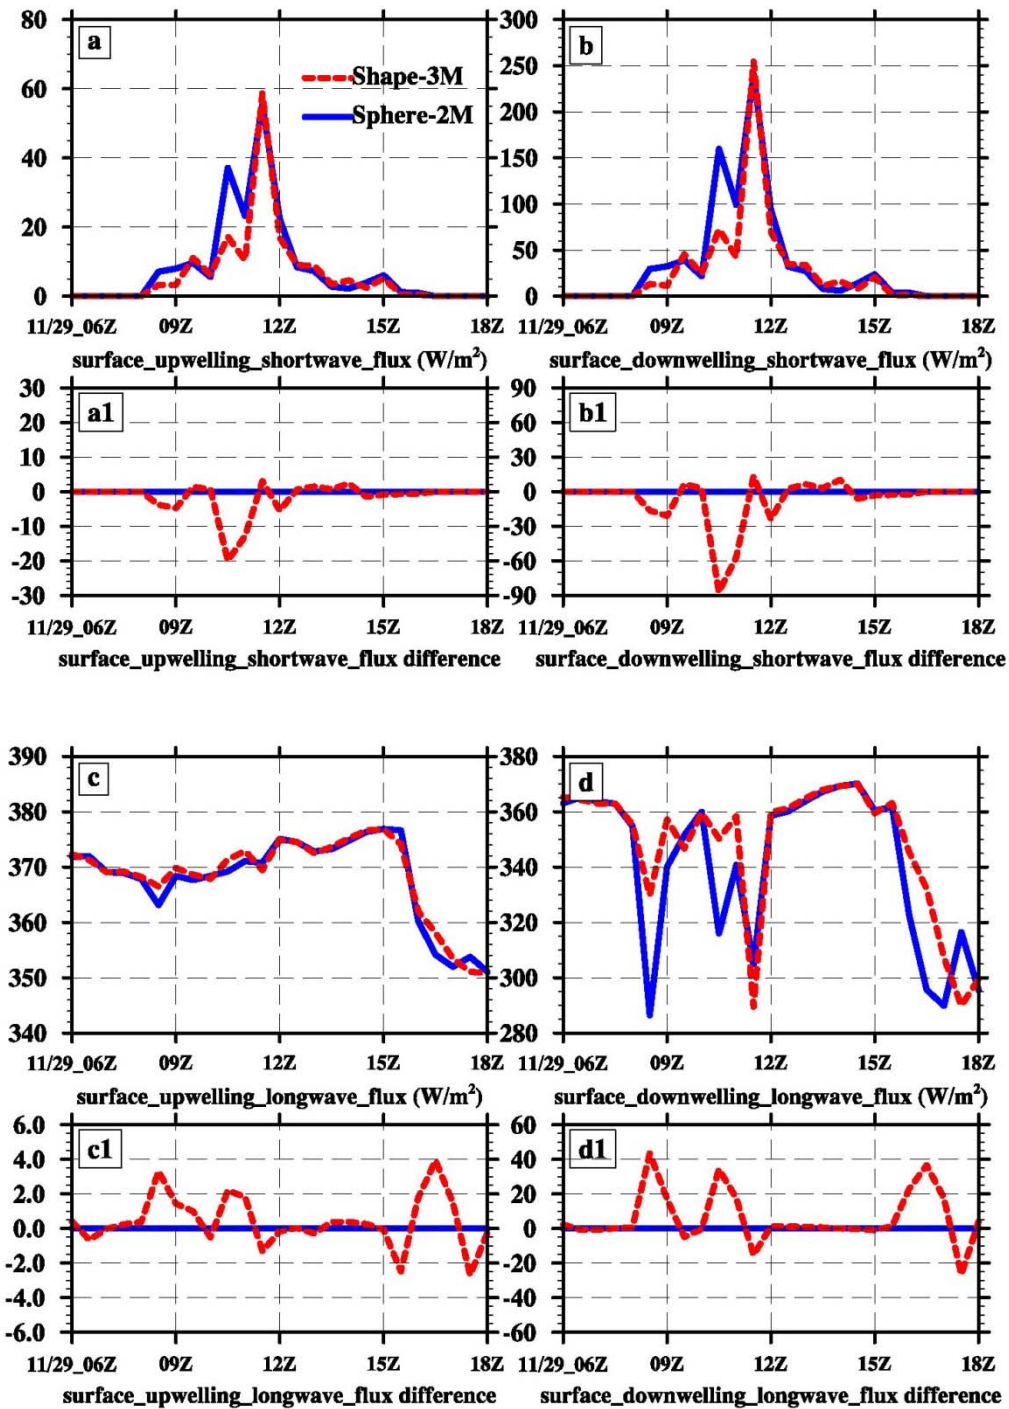 80
60
40
20
0
a
Shape-3M
Sphere-2M
11/29_06Z 09Z 12Z 15Z 18Z
surface_upwelling_shortwave_flux (W/m²)
300
250
200
150
100
50
0
b
11/29_06Z 09Z 12Z 15Z 18Z
surface_downwelling_shortwave_flux (W/m²)
30
20
10
0
-10
-20
-30
a1
11/29_06Z 09Z 12Z 15Z 18Z
surface_upwelling_shortwave_flux difference
90
60
30
0
-30
-60
-90
b1
11/29_06Z 09Z 12Z 15Z 18Z
surface_downwelling_shortwave_flux difference
390
380
370
360
350
340
c
11/29_06Z 09Z 12Z 15Z 18Z
surface_upwelling_longwave_flux (W/m²)
380
360
340
320
300
280
d
11/29_06Z 09Z 12Z 15Z 18Z
surface_downwelling_longwave_flux (W/m²)
6.0
4.0
2.0
0.0
-2.0
-4.0
-6.0
c1
11/29_06Z 09Z 12Z 15Z 18Z
surface_upwelling_longwave_flux difference
60
40
20
0
-20
-40
-60
d1
11/29_06Z 09Z 12Z 15Z 18Z
surface_downwelling_longwave_flux difference